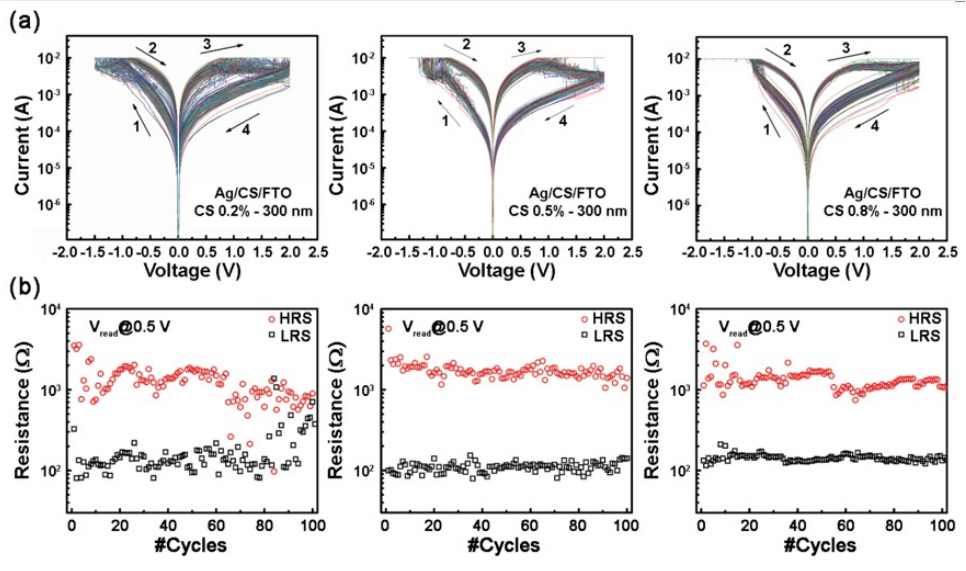 (a)
10⁻²
10⁻³
10⁻⁴
10⁻⁵
10⁻⁶
Current (A)
1
2
3
4
Ag/CS/FTO
CS 0.2% - 300 nm
-2.0 -1.5 -1.0 -0.5 0.0 0.5 1.0 1.5 2.0 2.5
Voltage (V)
10⁻²
10⁻³
10⁻⁴
10⁻⁵
10⁻⁶
Current (A)
1
2
3
4
Ag/CS/FTO
CS 0.5% - 300 nm
-2.0 -1.5 -1.0 -0.5 0.0 0.5 1.0 1.5 2.0 2.5
Voltage (V)
10⁻²
10⁻³
10⁻⁴
10⁻⁵
10⁻⁶
Current (A)
1
2
3
4
Ag/CS/FTO
CS 0.8% - 300 nm
-2.0 -1.5 -1.0 -0.5 0.0 0.5 1.0 1.5 2.0 2.5
Voltage (V)
(b)
10⁴
10³
10²
Resistance (Ω)
Vread@0.5 V
HRS
LRS
0 20 40 60 80 100
#Cycles
10⁴
10³
10²
Resistance (Ω)
Vread@0.5 V
HRS
LRS
0 20 40 60 80 100
#Cycles
10⁴
10³
10²
Resistance (Ω)
Vread@0.5 V
HRS
LRS
0 20 40 60 80 100
#Cycles